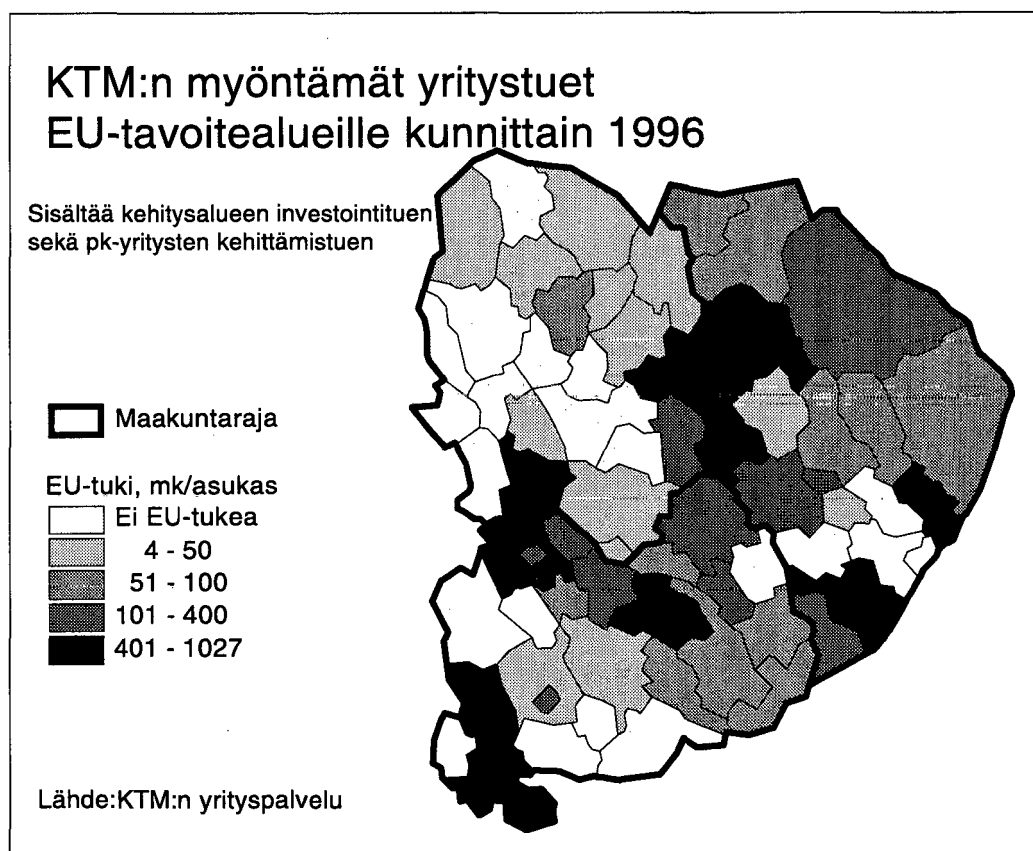 KTM:n myöntämät yritystuet
EU-tavoitealueille kunnittain 1996
Sisältää kehitysalueen investointituen
sekä pk-yritysten kehittämistuen
Maakuntaraja
EU-tuki, mk/asukas
Ei EU-tukea
4 - 50
51 - 100
101 - 400
401 - 1027
Lähde:KTM:n yrityspalvelu